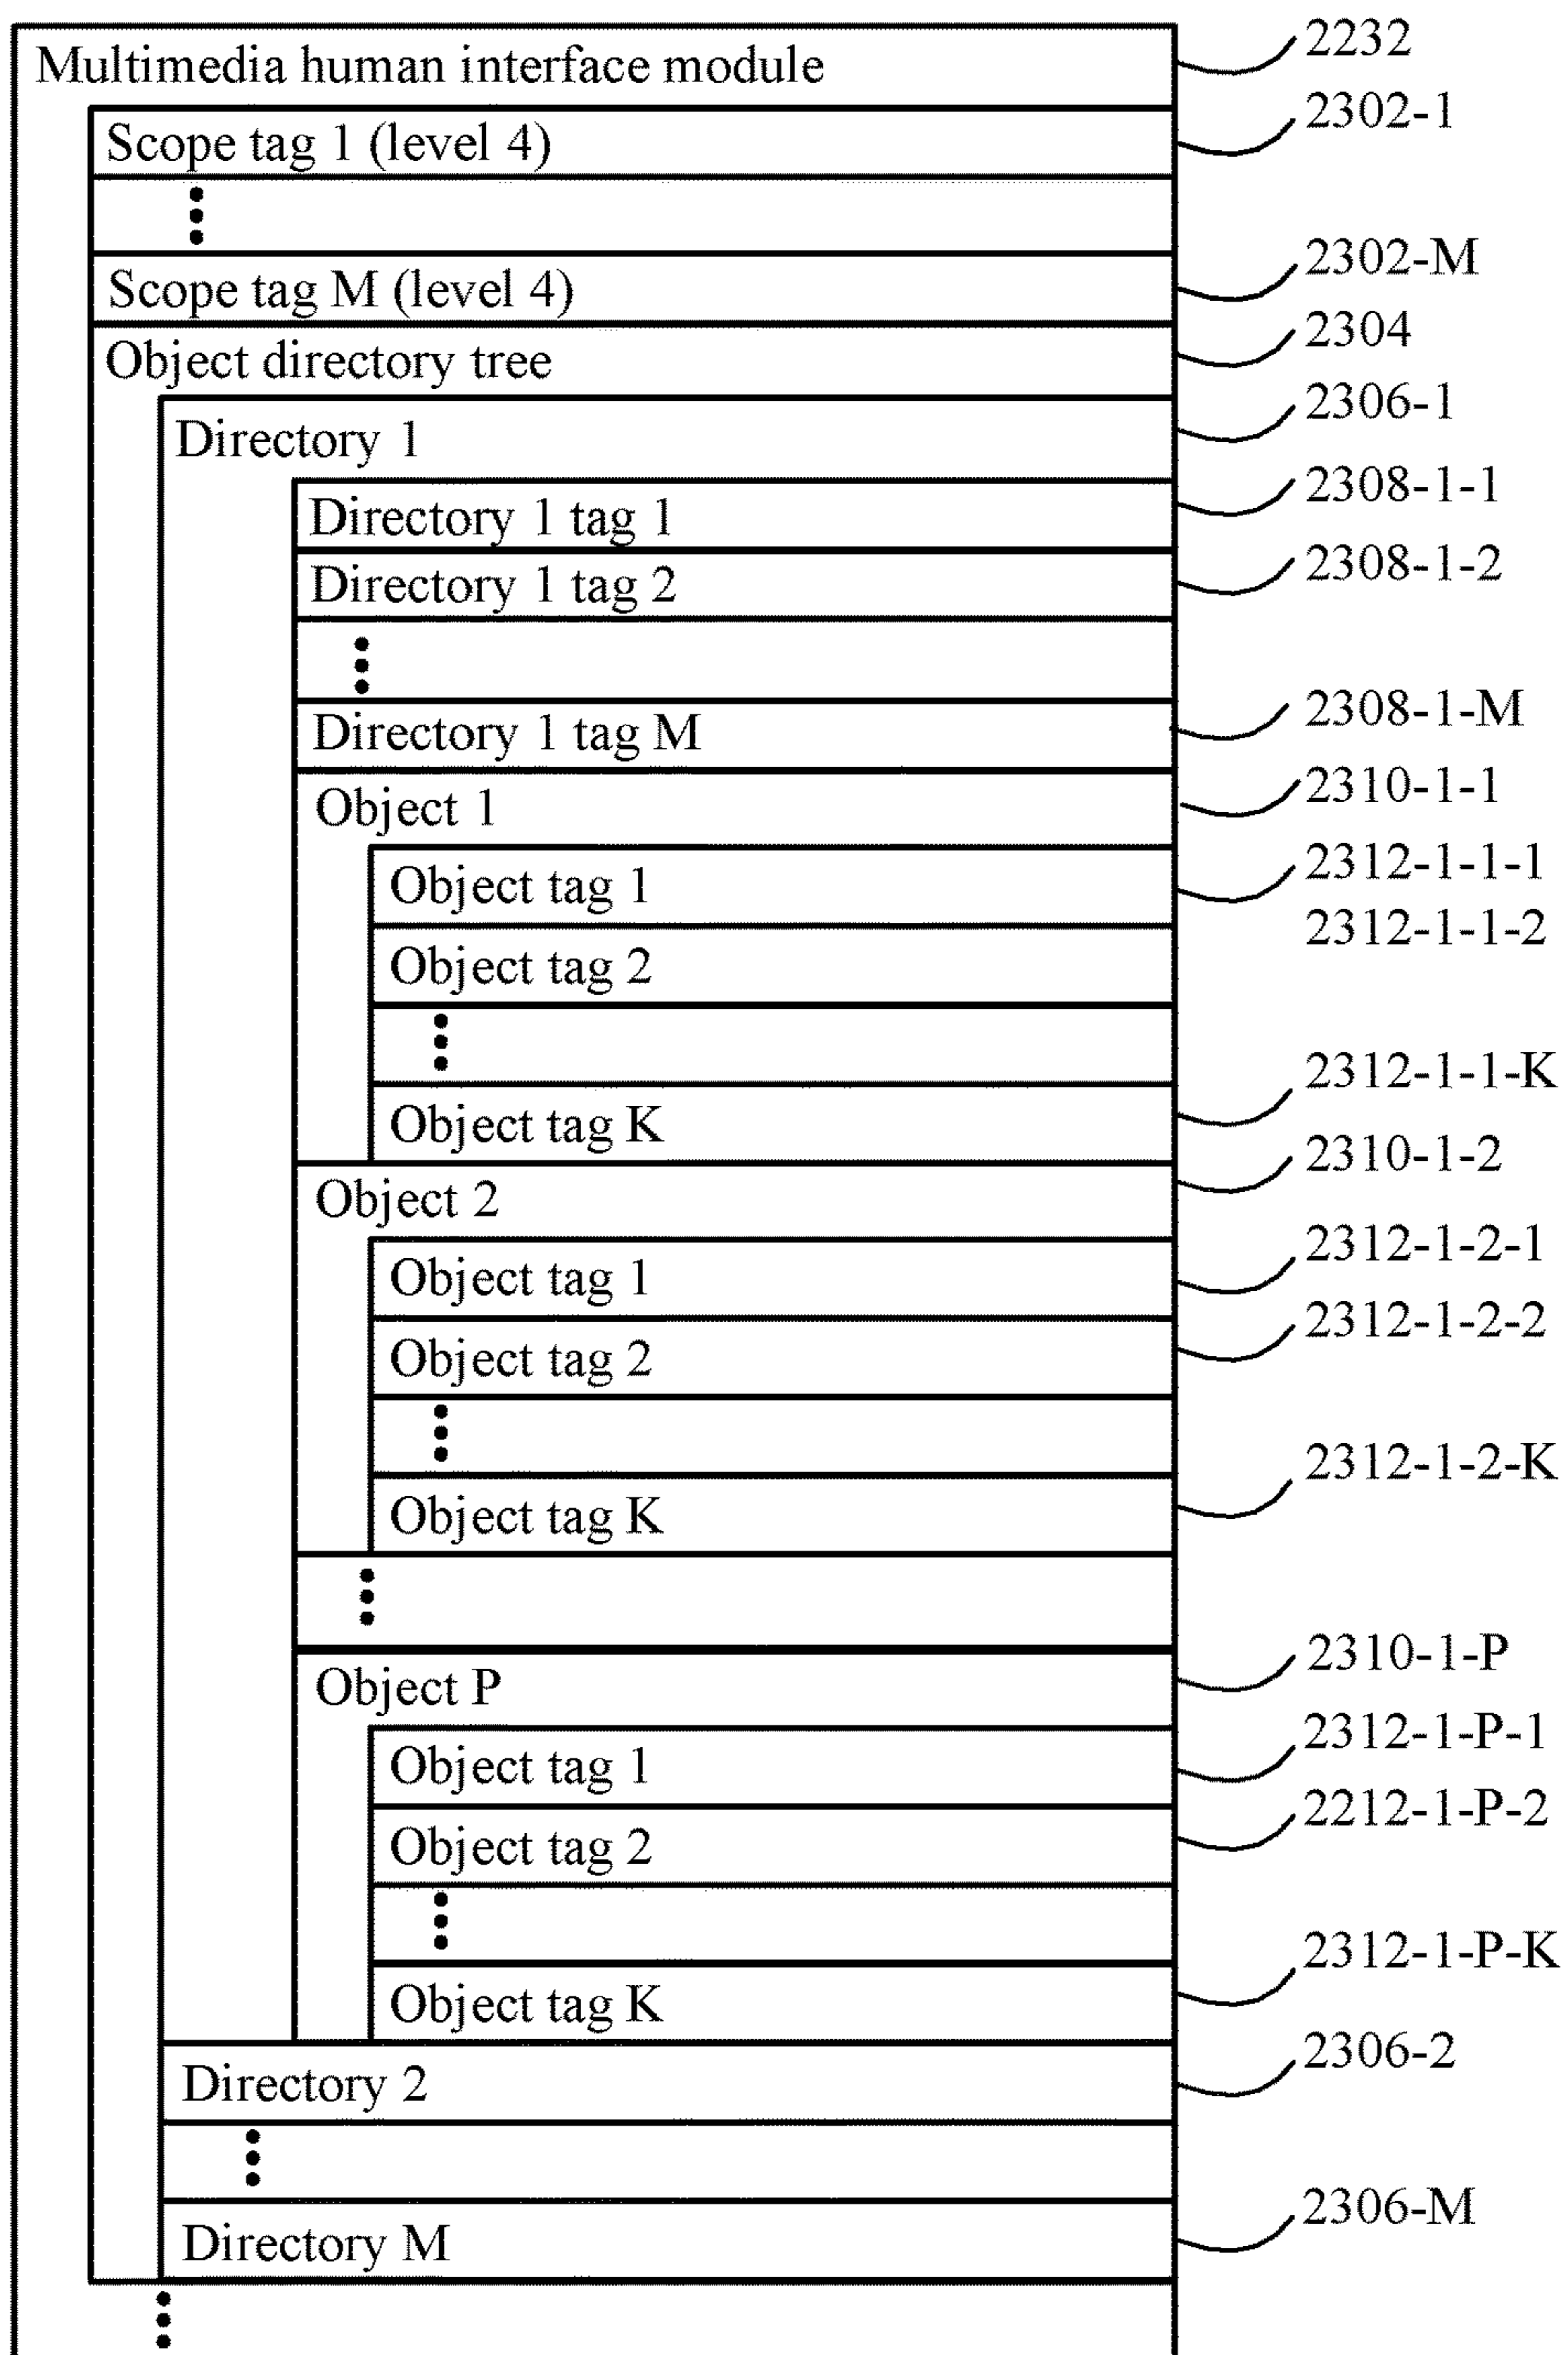 Multimedia human interface module 2232
Scope tag 1 (level 4) 2302-1
Scope tag M (level 4) 2302-M
Object directory tree 2304
Directory 1 2306-1
Directory 1 tag 1 2308-1-1
Directory 1 tag 2 2308-1-2
Directory 1 tag M 2308-1-M
Object 1 2310-1-1
Object tag 1 2312-1-1-1
Object tag 2 2312-1-1-2
Object tag K 2312-1-1-K
Object 2 2310-1-2
Object tag 1 2312-1-2-1
Object tag 2 2312-1-2-2
Object tag K 2312-1-2-K
Object P 2310-1-P
Object tag 1 2312-1-P-1
Object tag 2 2212-1-P-2
Object tag K 2312-1-P-K
Directory 2 2306-2
Directory M 2306-M